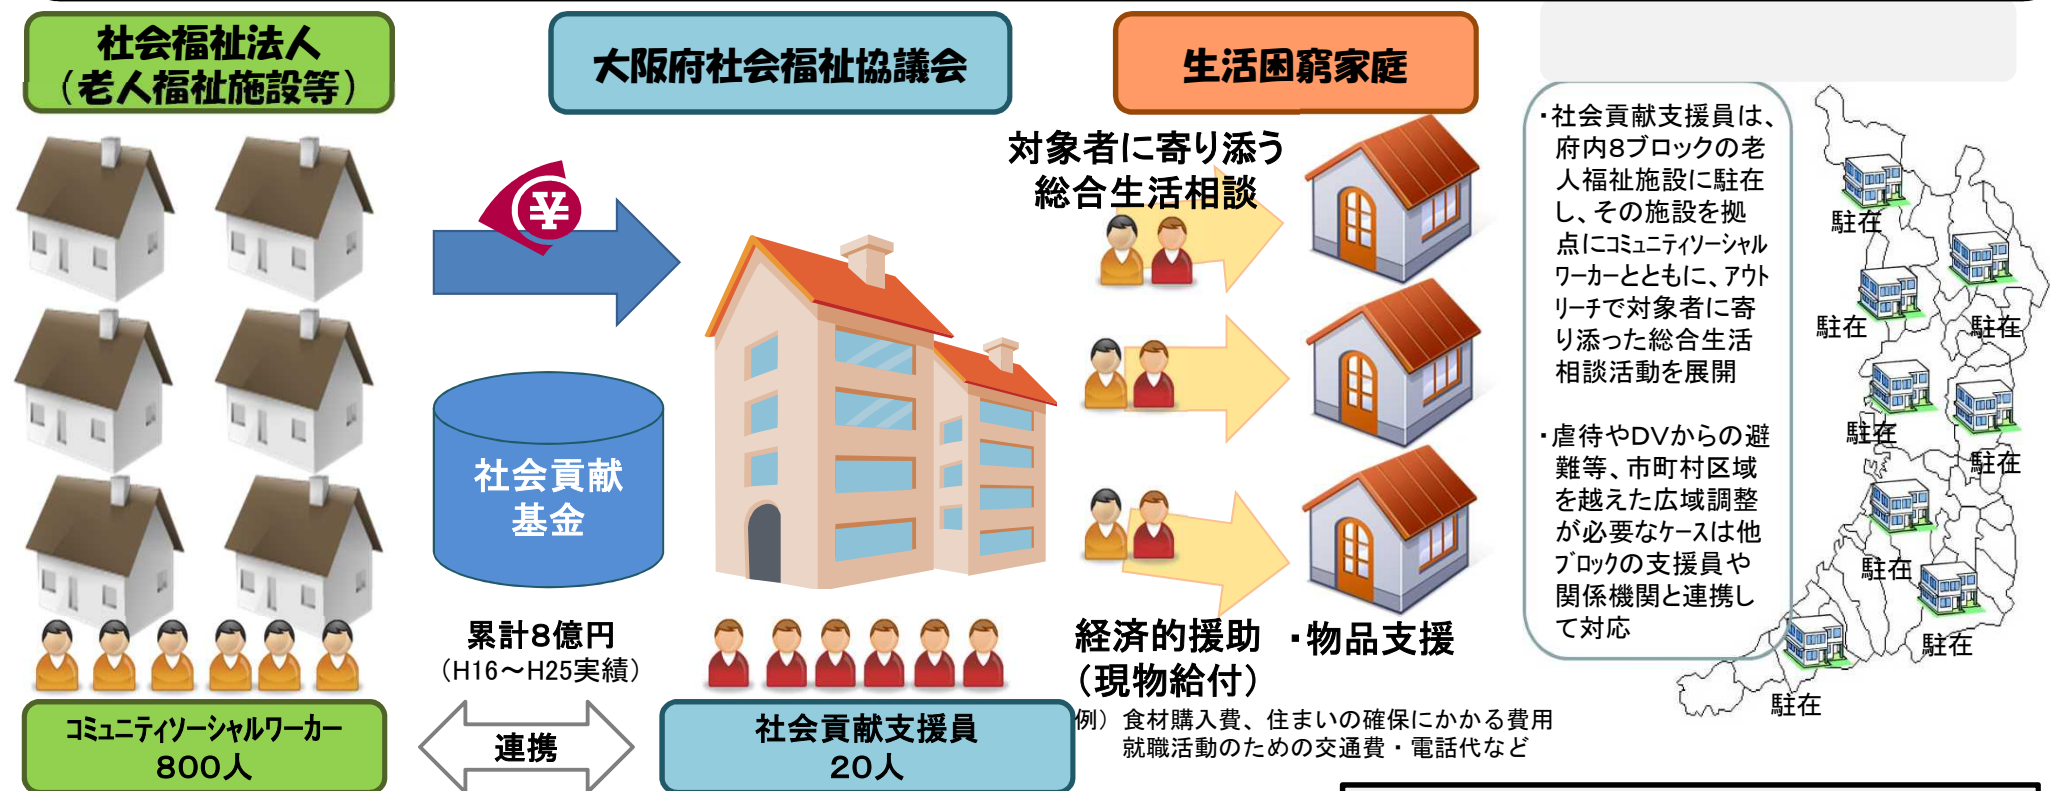 社会福祉法人
（老人福祉施設等）
大阪府社会福祉協議会
生活困窮家庭
対象者に寄り添う
総合生活相談
¥
社会貢献
基金
累計8億円
（H16～H25実績）
連携
コミュニティソーシャルワーカー
800人
社会貢献支援員
20人
経済的援助
（現物給付）
・物品支援
例）食材購入費、住まいの確保にかかる費用
就職活動のための交通費・電話代など
・社会貢献支援員は、
府内8ブロックの老
人福祉施設に駐在
し、その施設を拠
点にコミュニティソーシャル
ワーカーとともに、アウト
リーチで対象者に寄
り添った総合生活
相談活動を展開
・虐待やDVからの避
難等、市町村区域
を越えた広域調整
が必要なケースは他
ブロックの支援員や
関係機関と連携し
て対応
駐在
駐在
駐在
駐在
駐在
駐在
駐在
駐在